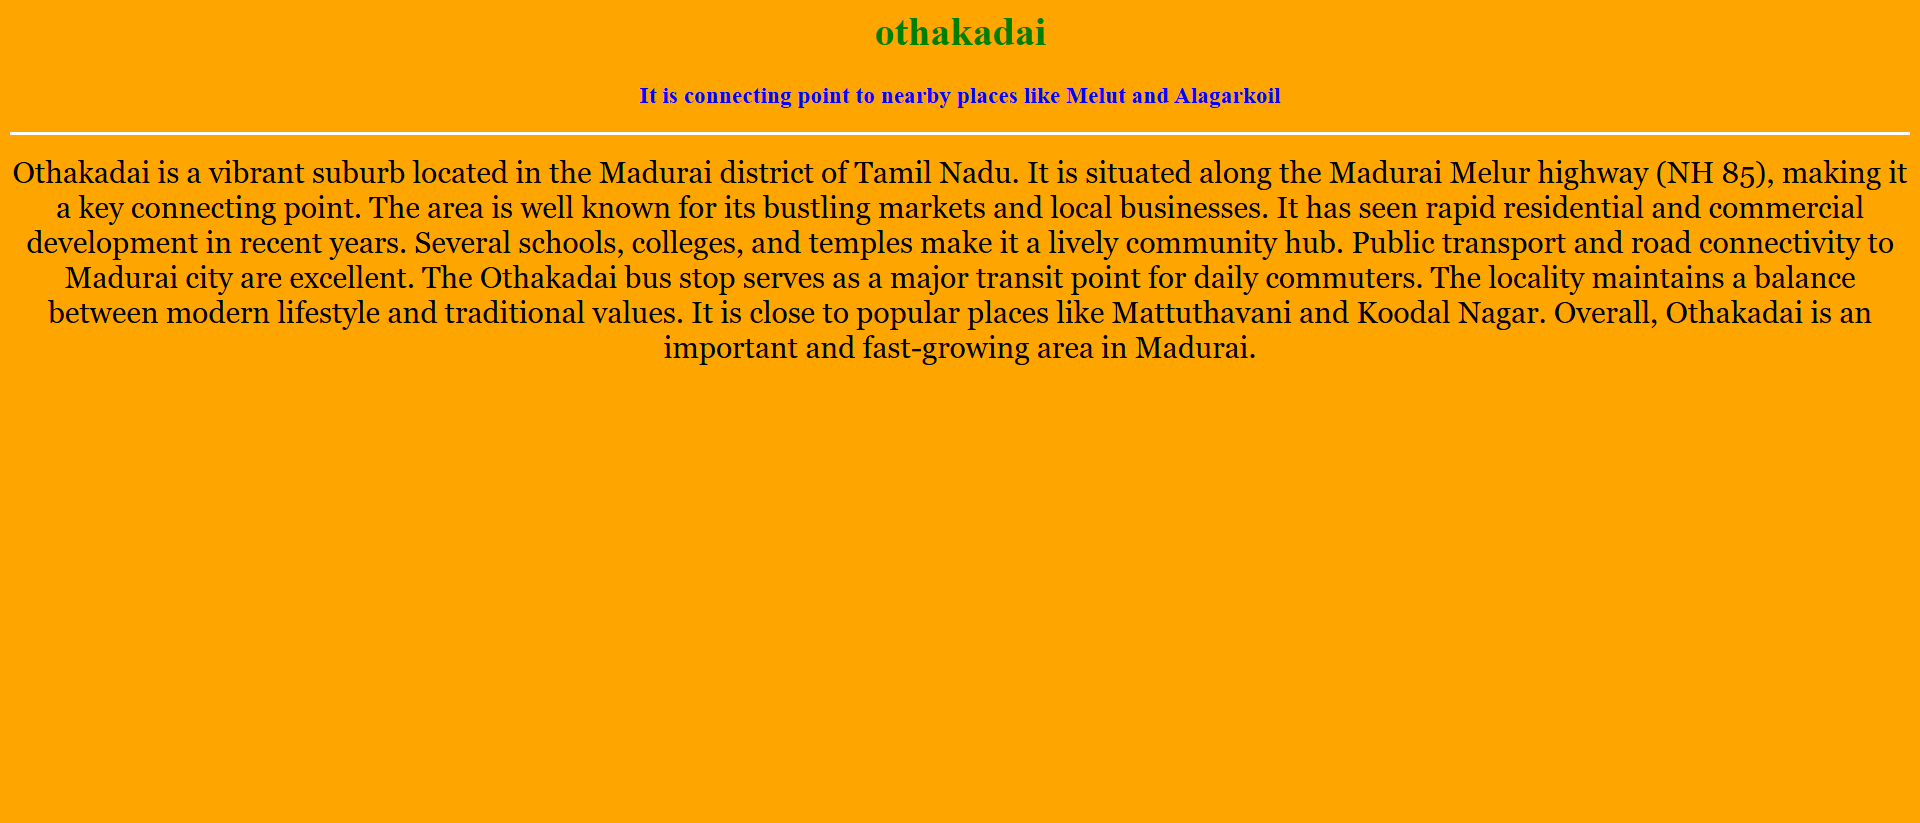 othakadai
It is connecting point to nearby places like Melut and Alagarkoil
Othakadai is a vibrant suburb located in the Madurai district of Tamil Nadu. It is situated along the Madurai Melur highway (NH 85), making it
a key connecting point. The area is well known for its bustling markets and local businesses. It has seen rapid residential and commercial
development in recent years. Several schools, colleges, and temples make it a lively community hub. Public transport and road connectivity to
Madurai city are excellent. The Othakadai bus stop serves as a major transit point for daily commuters. The locality maintains a balance
between modern lifestyle and traditional values. It is close to popular places like Mattuthavani and Koodal Nagar. Overall, Othakadai is an
important and fast-growing area in Madurai.